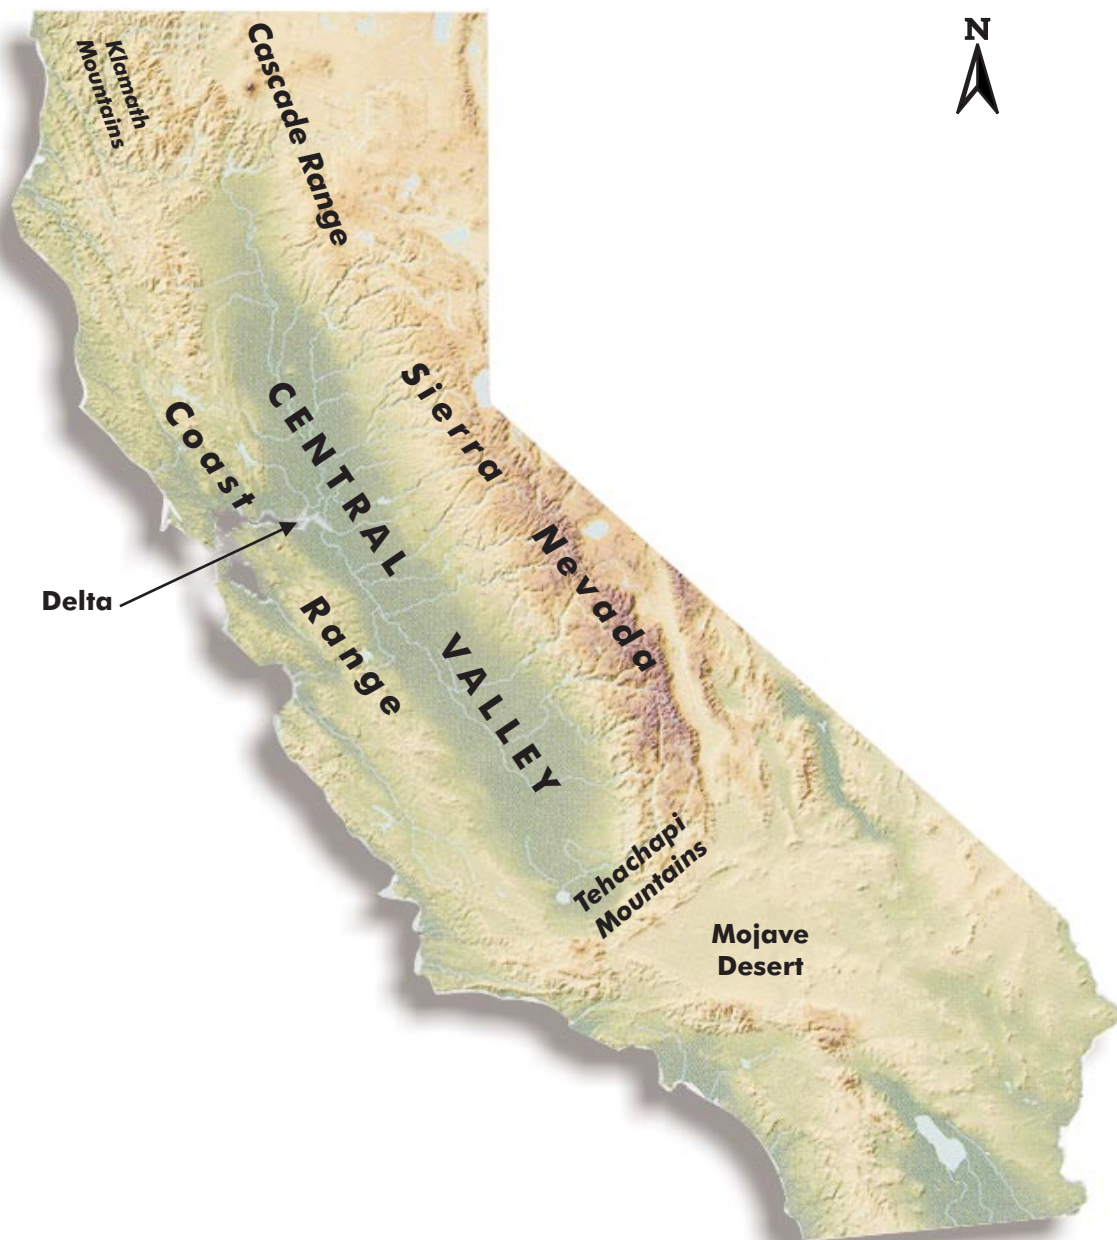 N
Klamath
Mountains
Cascade Range
Sierra
Nevada
CENTRAL
VALLEY
Coast
Range
Delta
Tehachapi
Mountains
Mojave
Desert